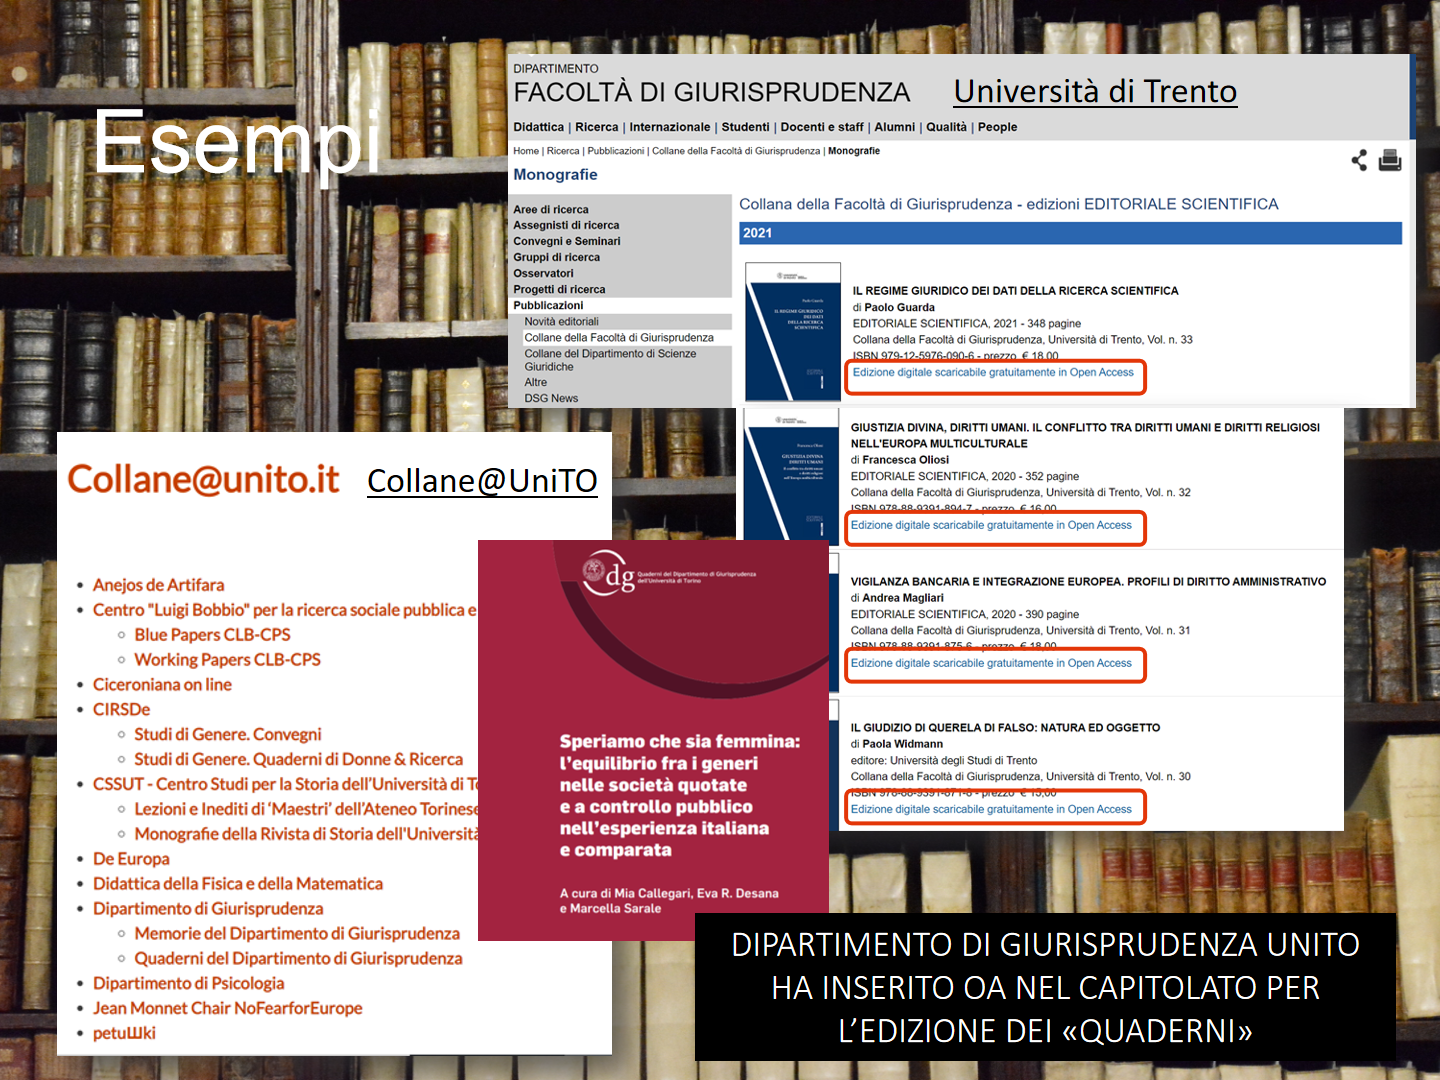 Esempi
DIPARTIMENTO
FACOLTÀ DI GIURISPRUDENZA
Università di Trento
Didattica | Ricerca | Internazionale | Studenti | Docenti e staff | Alumni | Qualità | People
Home | Ricerca | Pubblicazioni | Collane della Facoltà di Giurisprudenza | Monografie
Monografie
Aree di ricerca
Assegnisti di ricerca
Convegni e Seminari
Gruppi di ricerca
Osservatori
Progetti di ricerca
Pubblicazioni
Novità editoriali
Collane della Facoltà di Giurisprudenza
Collane del Dipartimento di Scienze
Giuridiche
Altre
DSG News
Collana della Facoltà di Giurisprudenza - edizioni EDITORIALE SCIENTIFICA
2021
Paolo Guarda
IL REGIME GIURIDICO
DEI DATI
DELLA RICERCA
SCIENTIFICA
IL REGIME GIURIDICO DEI DATI DELLA RICERCA SCIENTIFICA
di Paolo Guarda
EDITORIALE SCIENTIFICA, 2021 - 348 pagine
Collana della Facoltà di Giurisprudenza, Università di Trento, Vol. n. 33
ISBN 979-12-5976-090-6 - prezzo € 18,00
Edizione digitale scaricabile gratuitamente in Open Access
Francesca Oliosi
GIUSTIZIA DIVINA,
DIRITTI UMANI
GIUSTIZIA DIVINA, DIRITTI UMANI. IL CONFLITTO TRA DIRITTI UMANI E DIRITTI RELIGIOSI
NELL'EUROPA MULTICULTURALE
di Francesca Oliosi
EDITORIALE SCIENTIFICA, 2020 - 352 pagine
Collana della Facoltà di Giurisprudenza, Università di Trento, Vol. n. 32
ISBN 978-88-9391-894-7 - prezzo € 16,00
Edizione digitale scaricabile gratuitamente in Open Access
VIGILANZA BANCARIA E INTEGRAZIONE EUROPEA. PROFILI DI DIRITTO AMMINISTRATIVO
di Andrea Magliari
EDITORIALE SCIENTIFICA, 2020 - 390 pagine
Collana della Facoltà di Giurisprudenza, Università di Trento, Vol. n. 31
ISBN 978-88-9391-875-6 - prezzo € 18,00
Edizione digitale scaricabile gratuitamente in Open Access
IL GIUDIZIO DI QUERELA DI FALSO: NATURA ED OGGETTO
di Paola Widmann
editore: Università degli Studi di Trento
Collana della Facoltà di Giurisprudenza, Università di Trento, Vol. n. 30
ISBN 978-88-9391-871-8 - prezzo € 15,00
Edizione digitale scaricabile gratuitamente in Open Access
Collane@unito.it
Collane@UniTO
Anejos de Artifara
Centro "Luigi Bobbio" per la ricerca sociale pubblica e
Blue Papers CLB-CPS
Working Papers CLB-CPS
Ciceroniana on line
CIRSDe
Studi di Genere. Convegni
Studi di Genere. Quaderni di Donne & Ricerca
CSSUT - Centro Studi per la Storia dell'Università di To
Lezioni e Inediti di ‘Maestri’ dell’Ateneo Torinese
Monografie della Rivista di Storia dell'Università
De Europa
Didattica della Fisica e della Matematica
Dipartimento di Giurisprudenza
Memorie del Dipartimento di Giurisprudenza
Quaderni del Dipartimento di Giurisprudenza
Dipartimento di Psicologia
Jean Monnet Chair NoFearforEurope
petuШki
Qdg Quaderni del Dipartimento di Giurisprudenza
dell'Università di Torino
Speriamo che sia femmina:
l’equilibrio fra i generi
nelle società quotate
e a controllo pubblico
nell’esperienza italiana
e comparata
A cura di Mia Callegari, Eva R. Desana
e Marcella Sarale
DIPARTIMENTO DI GIURISPRUDENZA UNITO
HA INSERITO OA NEL CAPITOLATO PER
L’EDIZIONE DEI «QUADERNI»